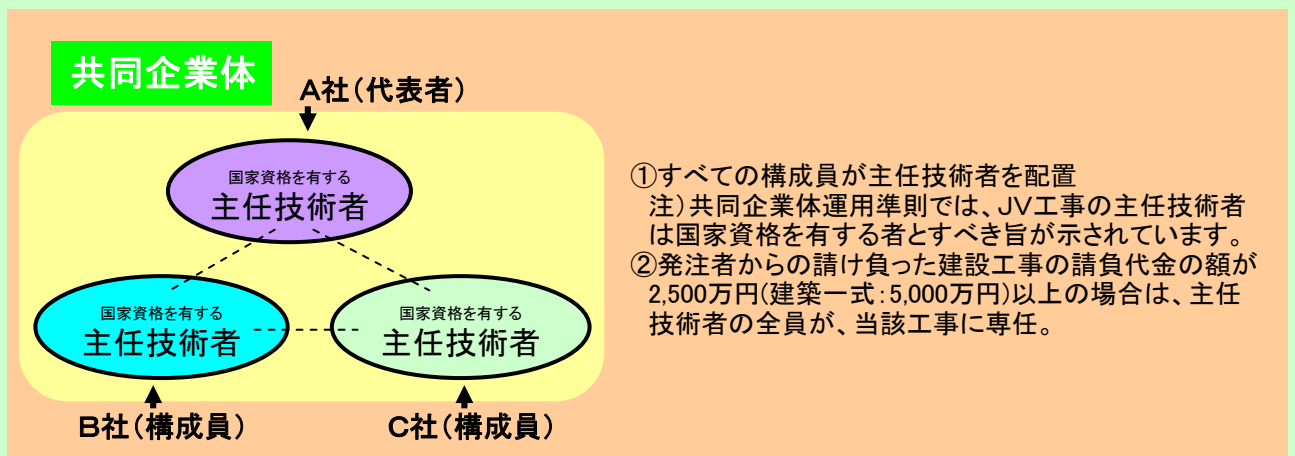 共同企業体
A社(代表者)
国家資格を有する
主任技術者
国家資格を有する
主任技術者
国家資格を有する
主任技術者
B社(構成員)
C社(構成員)
①すべての構成員が主任技術者を配置
注)共同企業体運用準則では、JV工事の主任技術者
は国家資格を有する者とすべき旨が示されています。
②発注者からの請け負った建設工事の請負代金の額が
2,500万円(建築一式:5,000万円)以上の場合は、主任
技術者の全員が、当該工事に専任。